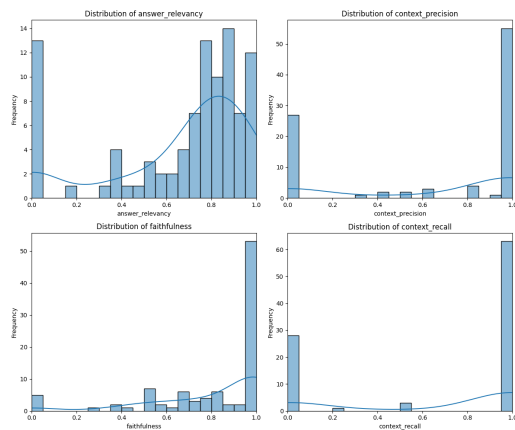 Distribution of answer_relevancy
14
12
10
8
6
4
2
0
Frequency
0.0 0.2 0.4 0.6 0.8 1.0
answer_relevancy
Distribution of context_precision
50
40
30
20
10
0
Frequency
0.0 0.2 0.4 0.6 0.8 1.0
context_precision
Distribution of faithfulness
50
40
30
20
10
0
Frequency
0.0 0.2 0.4 0.6 0.8 1.0
faithfulness
Distribution of context_recall
60
50
40
30
20
10
0
Frequency
0.0 0.2 0.4 0.6 0.8 1.0
context_recall